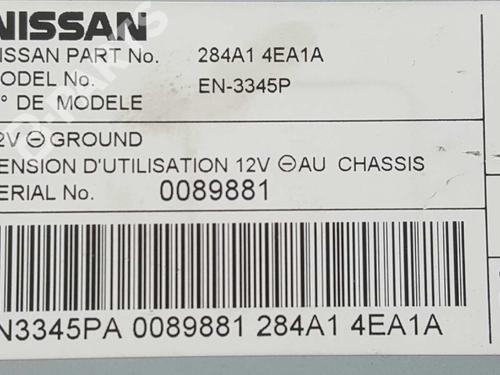 NISSAN
NISSAN PART No. 284A1 4EA1A
MODEL No. EN-3345P
N° DE MODELE
12V ⊖ GROUND
TENSION D'UTILISATION 12V ⊖ AU CHASSIS
SERIAL No. 0089881
EN3345PA 0089881 284A1 4EA1A